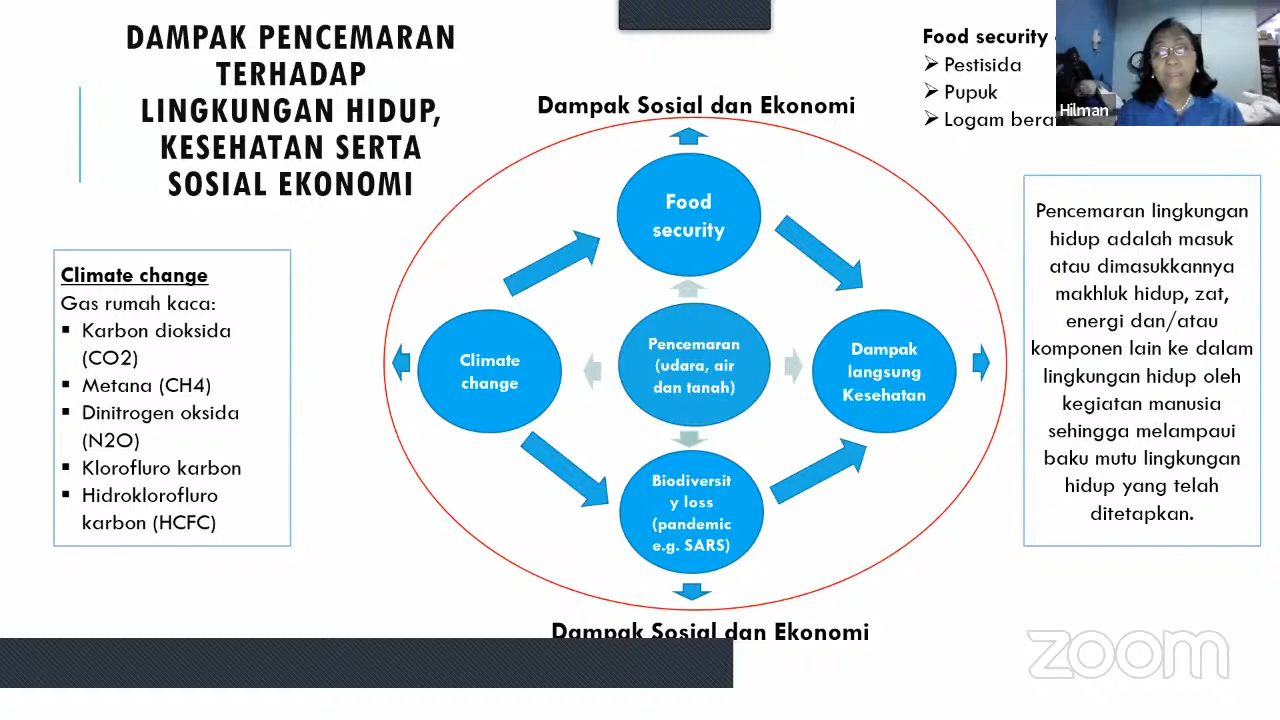 DAMPAK PENCEMARAN
TERHADAP
LINGKUNGAN HIDUP,
KESEHATAN SERTA
SOSIAL EKONOMI
Food security
Pestisida
Pupuk
Logam
Hilman
Dampak Sosial dan Ekonomi
Food
security
Climate
change
Pencemaran
(udara, air
dan tanah)
Dampak
langsung
Kesehatan
Biodiversit
y loss
(pandemic
e.g. SARS)
Dampak Sosial dan Ekonomi
Climate change
Gas rumah kaca:
Karbon dioksida
(CO2)
Metana (CH4)
Dinitrogen oksida
(N2O)
Klorofluro karbon
Hidroklorofluro
karbon (HCFC)
Pencemaran lingkungan
hidup adalah masuk
atau dimasukkannya
makhluk hidup, zat,
energi dan/atau
komponen lain ke dalam
lingkungan hidup oleh
kegiatan manusia
sehingga melampaui
baku mutu lingkungan
hidup yang telah
ditetapkan.
zoom